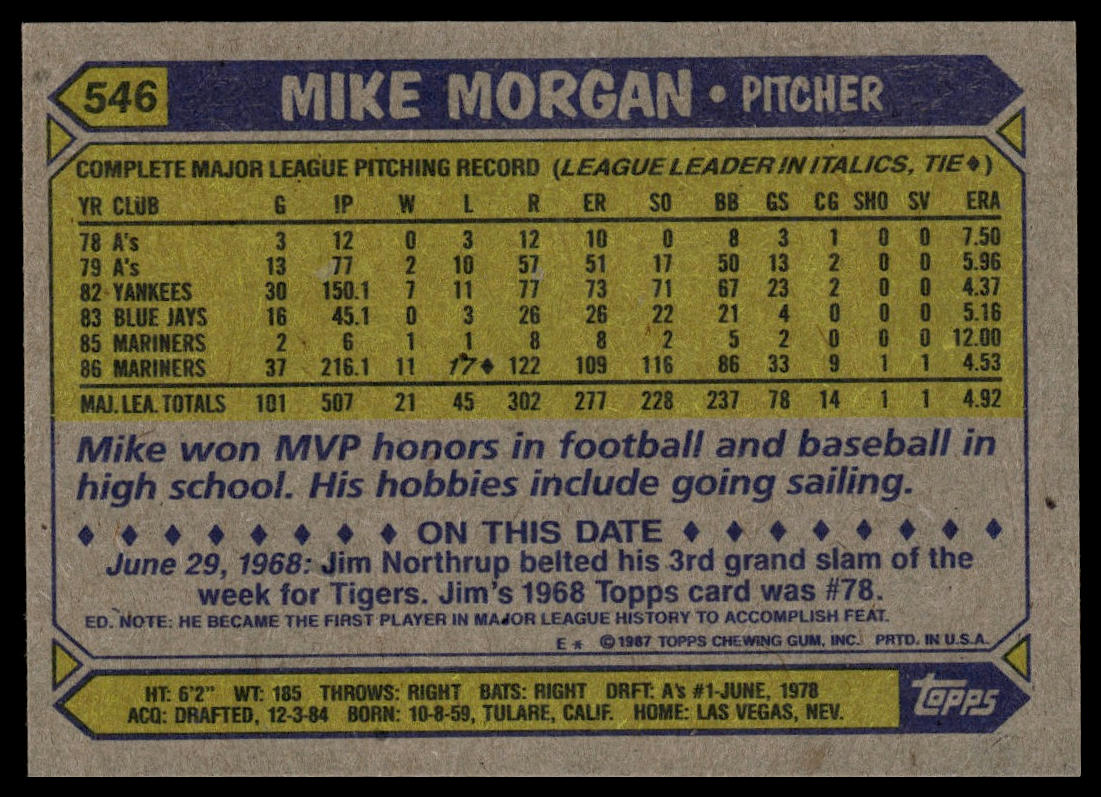 546 MIKE MORGAN • PITCHER
COMPLETE MAJOR LEAGUE PITCHING RECORD (LEAGUE LEADER IN ITALICS, TIE♦)
YR CLUB G IP W L R ER SO BB GS CG SHO SV ERA
78 A's 3 12 0 3 12 10 0 8 3 1 0 0 7.50
79 A's 13 77 2 10 57 51 17 50 13 2 0 0 5.96
82 YANKEES 30 150.1 7 11 77 73 71 67 23 2 0 0 4.37
83 BLUE JAYS 16 45.1 0 3 26 26 22 21 4 0 0 0 5.16
85 MARINERS 2 6 1 1 8 8 2 5 2 0 0 0 12.00
86 MARINERS 37 216.1 11 17♦ 122 109 116 86 33 9 1 1 4.53
MAJ. LEA. TOTALS 101 507 21 45 302 277 228 237 78 14 1 1 4.92
Mike won MVP honors in football and baseball in
high school. His hobbies include going sailing.
♦ ♦ ♦ ♦ ♦ ♦ ♦ ♦ ON THIS DATE ♦ ♦ ♦ ♦ ♦ ♦ ♦ ♦
June 29, 1968: Jim Northrup belted his 3rd grand slam of the
week for Tigers. Jim's 1968 Topps card was #78.
ED. NOTE: HE BECAME THE FIRST PLAYER IN MAJOR LEAGUE HISTORY TO ACCOMPLISH FEAT.
E * © 1987 TOPPS CHEWING GUM, INC. PRTD. IN U.S.A.
HT: 6'2" WT: 185 THROWS: RIGHT BATS: RIGHT DRFT: A's #1-JUNE, 1978
ACQ: DRAFTED, 12-3-84 BORN: 10-8-59, TULARE, CALIF. HOME: LAS VEGAS, NEV.
TOPPS